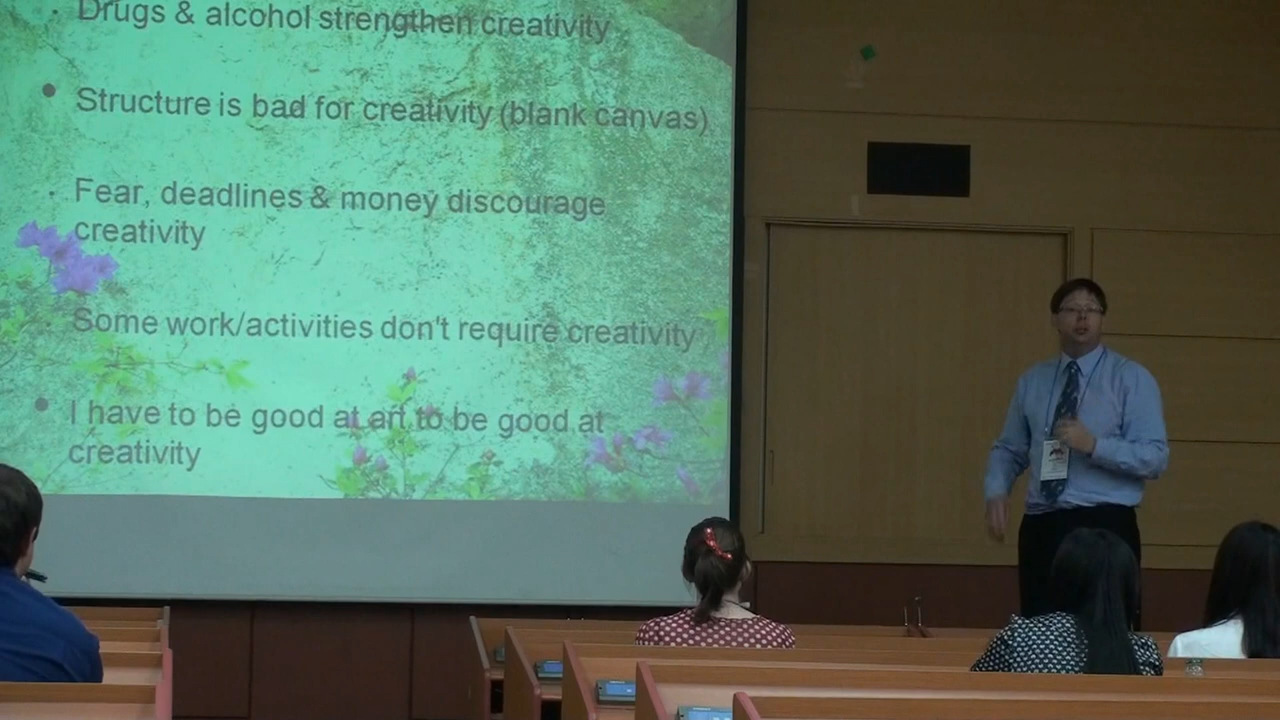 Drugs & alcohol strengthen creativity
• Structure is bad for creativity (blank canvas)
• Fear, deadlines & money discourage
creativity
Some work/activities don't require creativity
• I have to be good at art to be good at
creativity